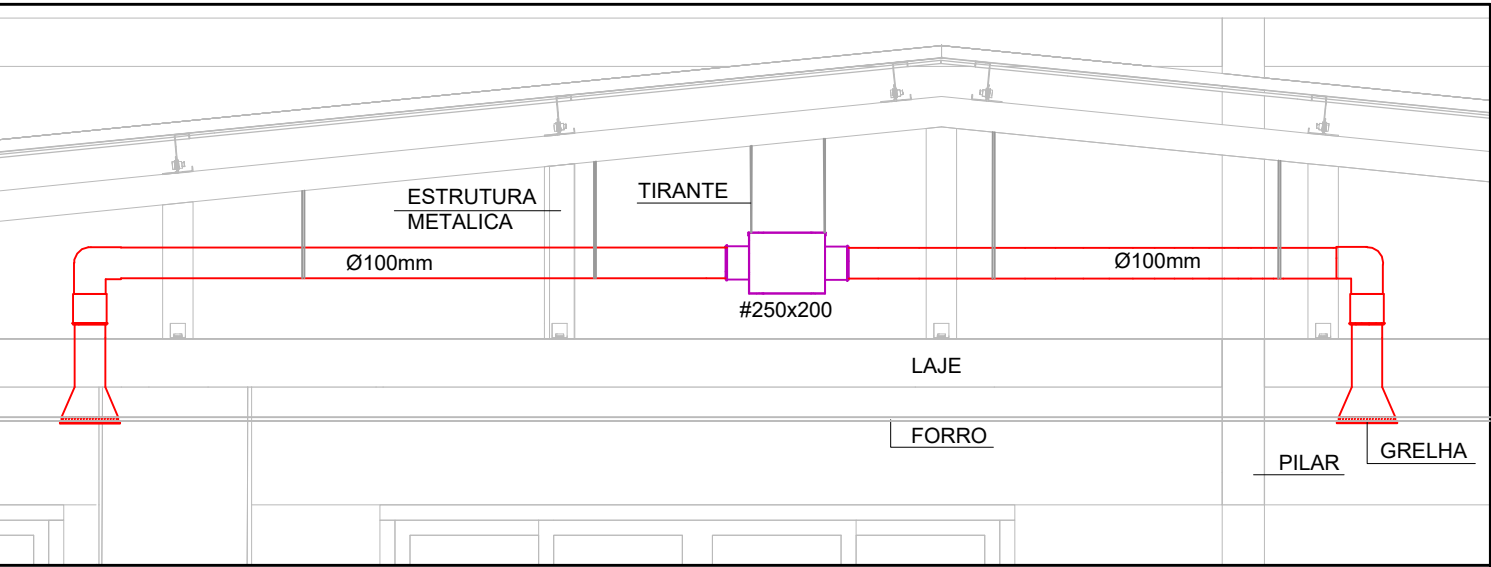 ESTRUTURA
METALICA
TIRANTE
Ø100mm
Ø100mm
#250x200
LAJE
FORRO
GRELHA
PILAR